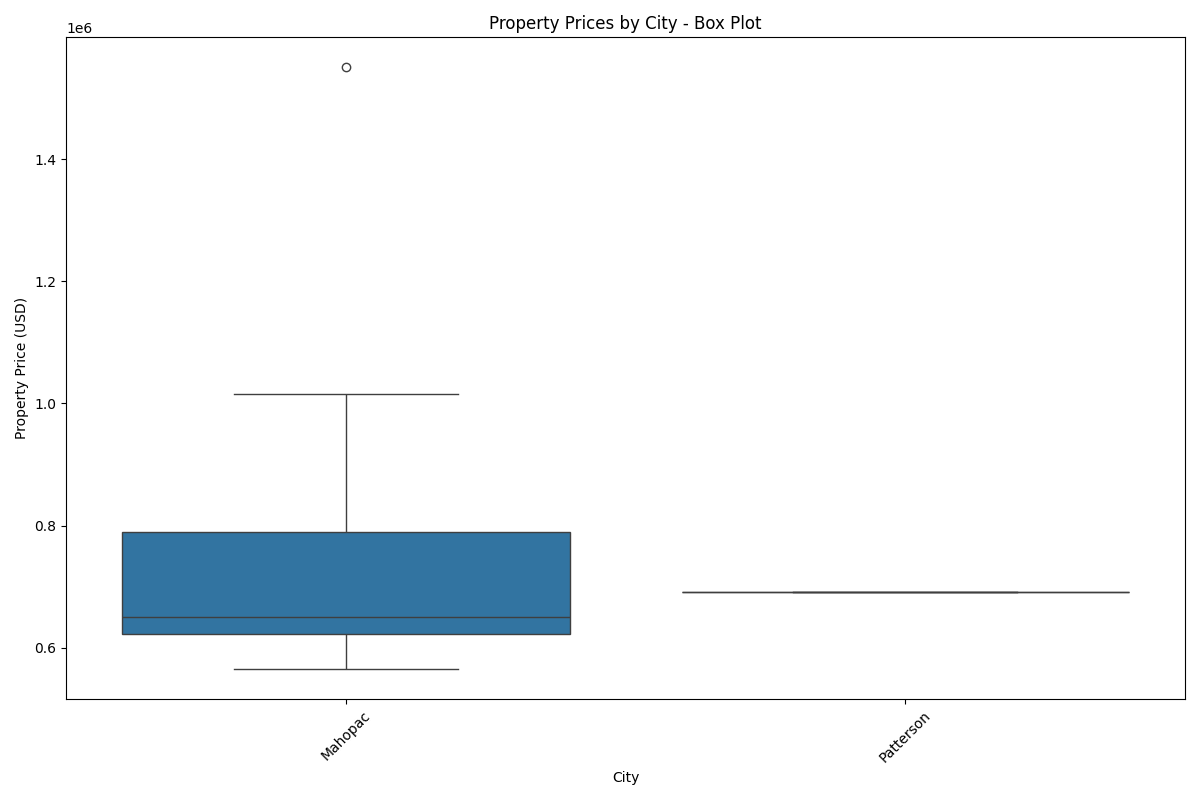 Property Prices by City - Box Plot
1e6
1.4
1.2
1.0
0.8
0.6
Property Price (USD)
Mahopac
Patterson
City